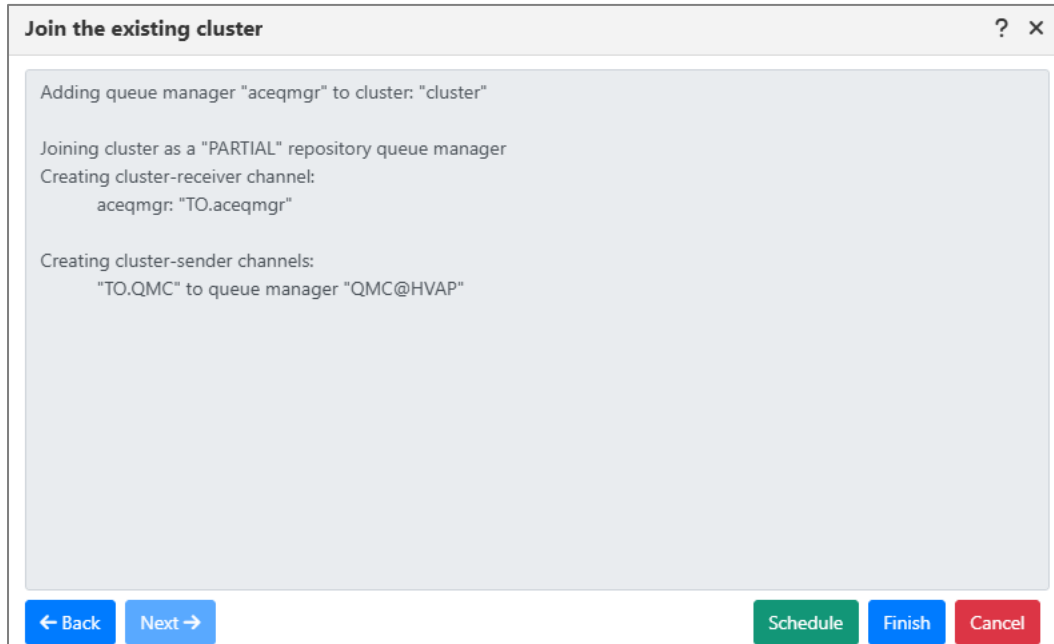 Join the existing cluster
? ×
Adding queue manager "aceqmgr" to cluster: "cluster"
Joining cluster as a "PARTIAL" repository queue manager
Creating cluster-receiver channel:
aceqmgr: "TO.aceqmgr"
Creating cluster-sender channels:
"TO.QMC" to queue manager "QMC@HVAP"
← Back Next → Schedule Finish Cancel